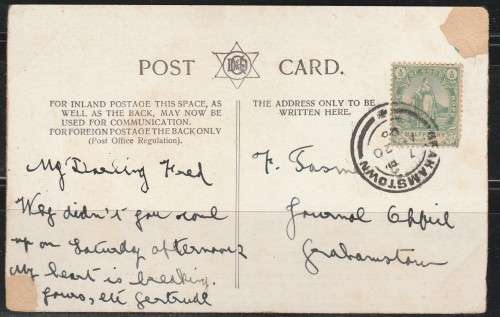 POST CARD.
FOR INLAND POSTAGE THIS SPACE, AS
WELL AS THE BACK, MAY NOW BE
USED FOR COMMUNICATION.
FOR FOREIGN POSTAGE THE BACK ONLY
(Post Office Regulation).
THE ADDRESS ONLY TO BE
WRITTEN HERE.
GRAHAMSTOWN
My Darling Fred
Why didn't you
up on Saturday afternoon?
My heart is breaking.
Yours, etc Gertrude
F.
Journal Office
Grahamstown